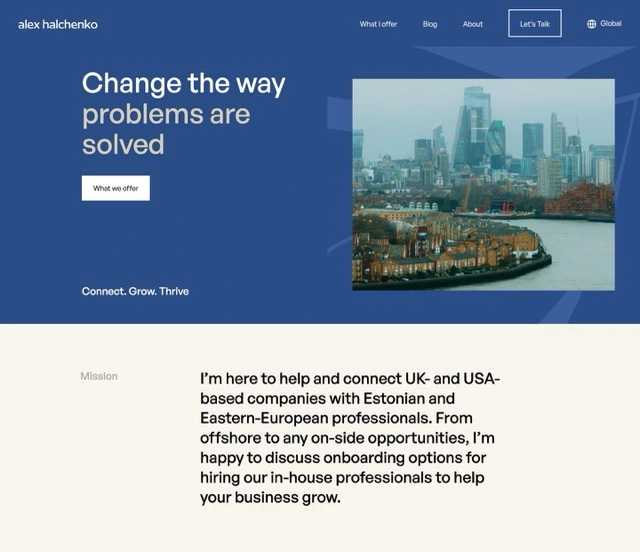 alex halchenko
What I offer
Blog
About
Let's Talk
Global
Change the way
problems are
solved
What we offer
Connect. Grow. Thrive
Mission
I'm here to help and connect UK- and USA-
based companies with Estonian and
Eastern-European professionals. From
offshore to any on-side opportunities, I'm
happy to discuss onboarding options for
hiring our in-house professionals to help
your business grow.